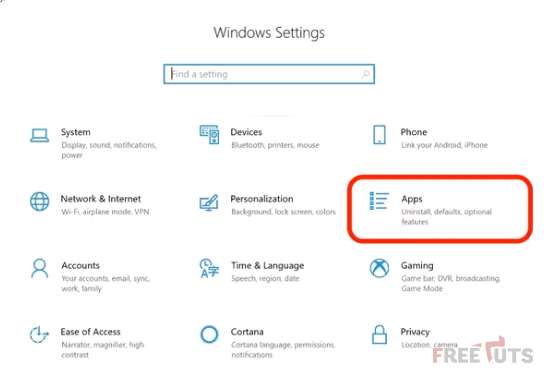 Windows Settings
Find a setting
System
Display, sound, notifications,
power
Devices
Bluetooth, printers, mouse
Phone
Link your Android, iPhone
Network & Internet
Wi-Fi, airplane mode, VPN
Personalization
Background, lock screen, colors
Apps
Uninstall, defaults, optional
features
Accounts
Your accounts, email, sync,
work, family
Time & Language
Speech, region, date
Gaming
Game bar, DVR, broadcasting,
Game Mode
Ease of Access
Narrator, magnifier, high
contrast
Cortana
Cortana language, permissions,
notifications
Privacy
Location, camera
FREETUTS